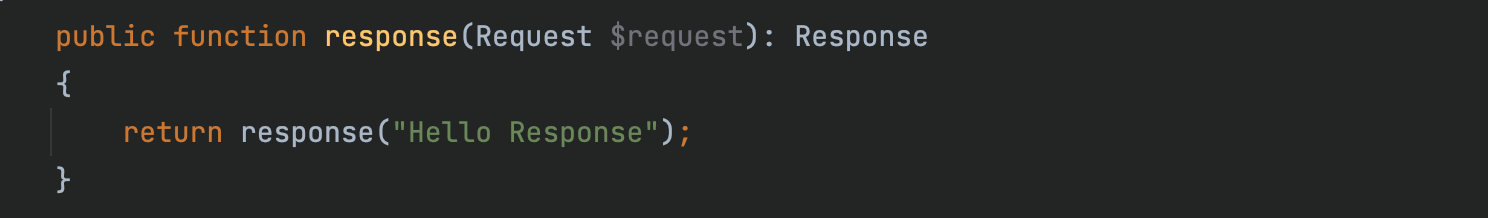 public function response(Request $request): Response
{
    return response("Hello Response");
}